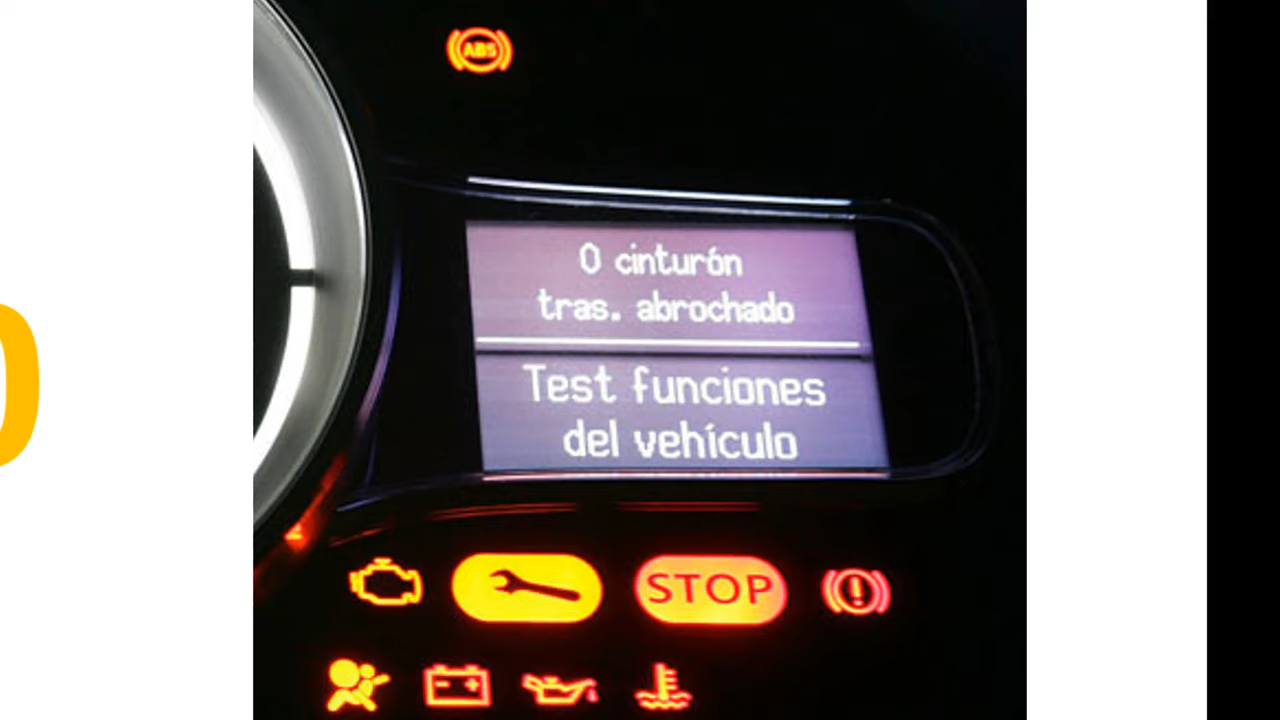 ABS
0 cinturón
tras. abrochado
Test funciones
del vehículo
STOP